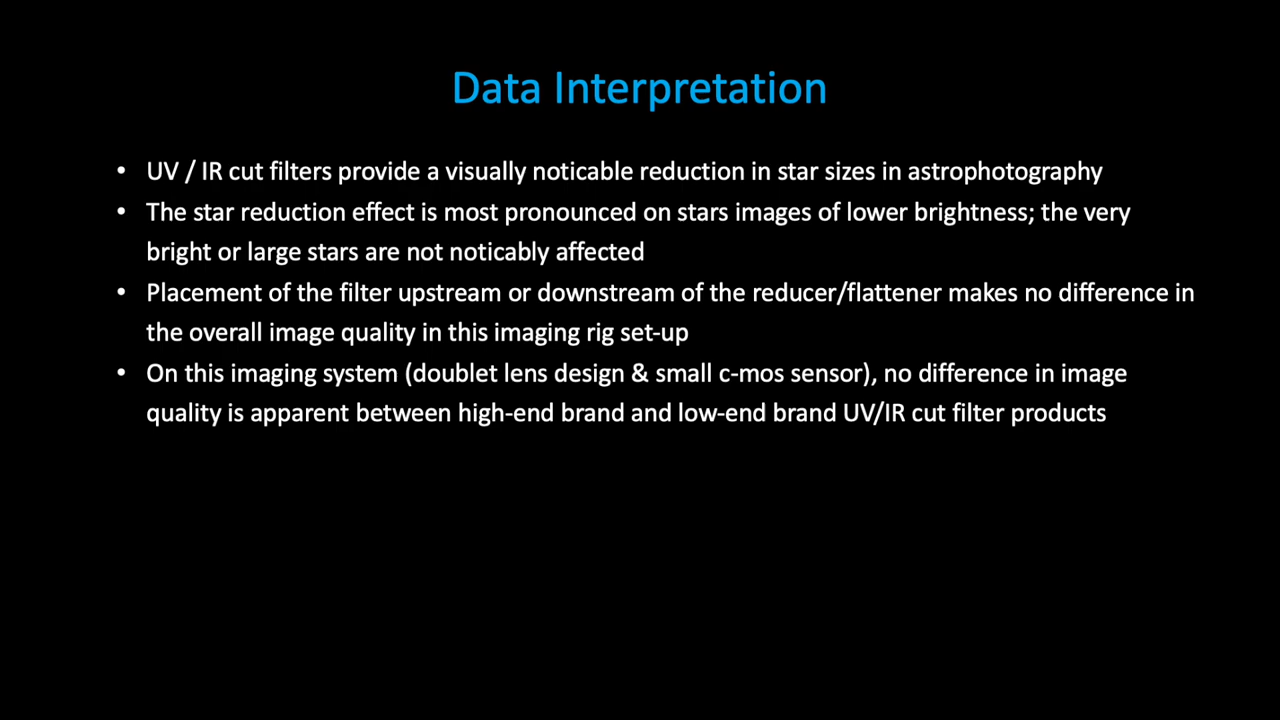 Data Interpretation
• UV / IR cut filters provide a visually noticable reduction in star sizes in astrophotography
• The star reduction effect is most pronounced on stars images of lower brightness; the very
bright or large stars are not noticably affected
• Placement of the filter upstream or downstream of the reducer/flattener makes no difference in
the overall image quality in this imaging rig set-up
• On this imaging system (doublet lens design & small c-mos sensor), no difference in image
quality is apparent between high-end brand and low-end brand UV/IR cut filter products